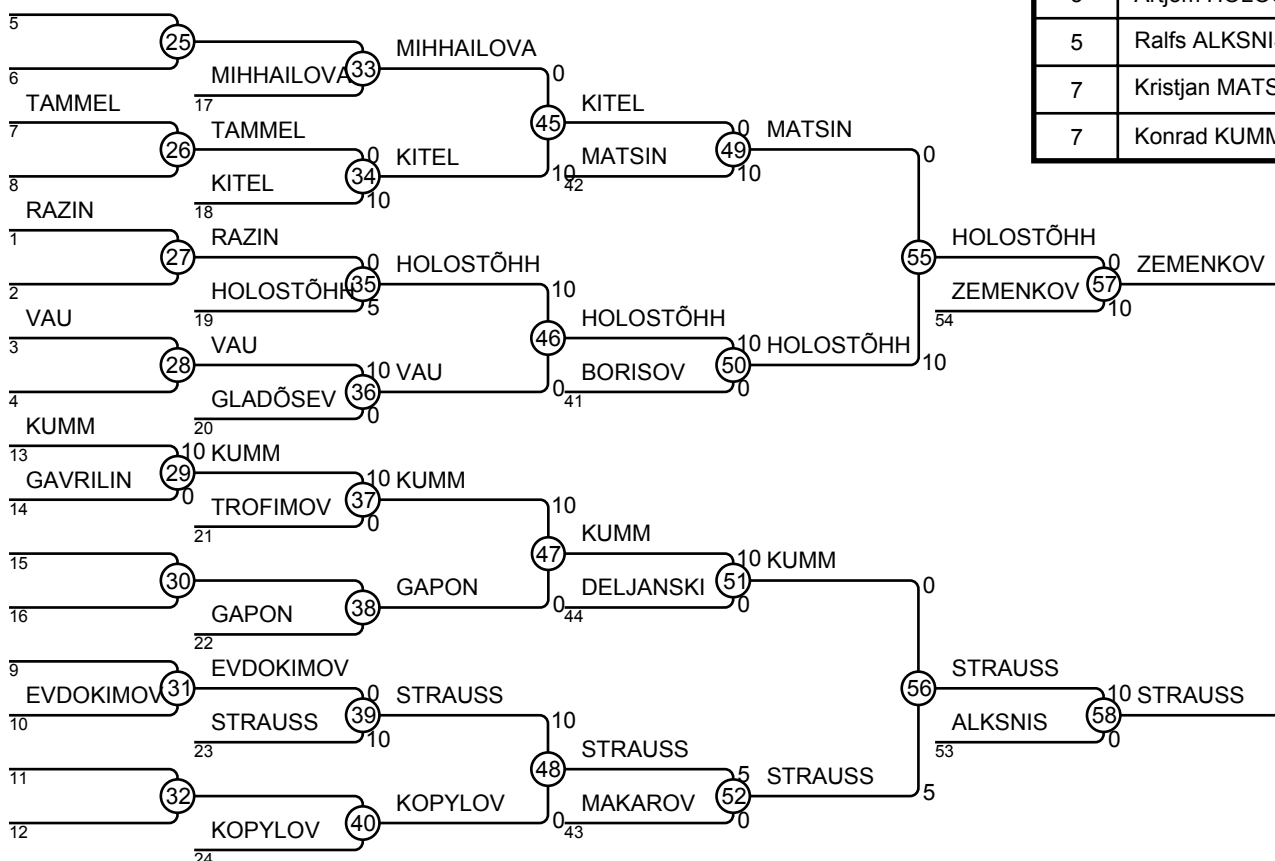 5
25
6
MIHHAILOVA
33
17
MIHHAILOVA
0
TAMMEL
7
26
8
TAMMEL
0
KITEL
34
18
10
KITEL
45
10
KITEL
0
MATSIN
49
42
10
MATSIN
0
RAZIN
1
27
2
RAZIN
0
HOLOSTÕHH
35
19
5
HOLOSTÕHH
10
VAU
3
28
4
VAU
10
GLADÕSEV
36
20
0
VAU
46
0
HOLOSTÕHH
10
BORISOV
50
41
0
HOLOSTÕHH
10
55
HOLOSTÕHH
0
ZEMENKOV
57
54
10
ZEMENKOV
KUMM
13
10
GAVRILIN
29
14
0
KUMM
10
TROFIMOV
37
21
0
KUMM
10
15
30
16
GAPON
38
22
GAPON
47
0
KUMM
10
DELJANSKI
51
44
0
KUMM
0
9
EVDOKIMOV
31
10
EVDOKIMOV
0
STRAUSS
39
23
10
STRAUSS
10
11
32
12
KOPYLOV
40
24
KOPYLOV
48
0
STRAUSS
5
MAKAROV
52
43
0
STRAUSS
5
56
STRAUSS
10
ALKSNIS
58
53
0
STRAUSS
5 Ralfs ALKSNI
7 Kristjan MATS
7 Konrad KUMM